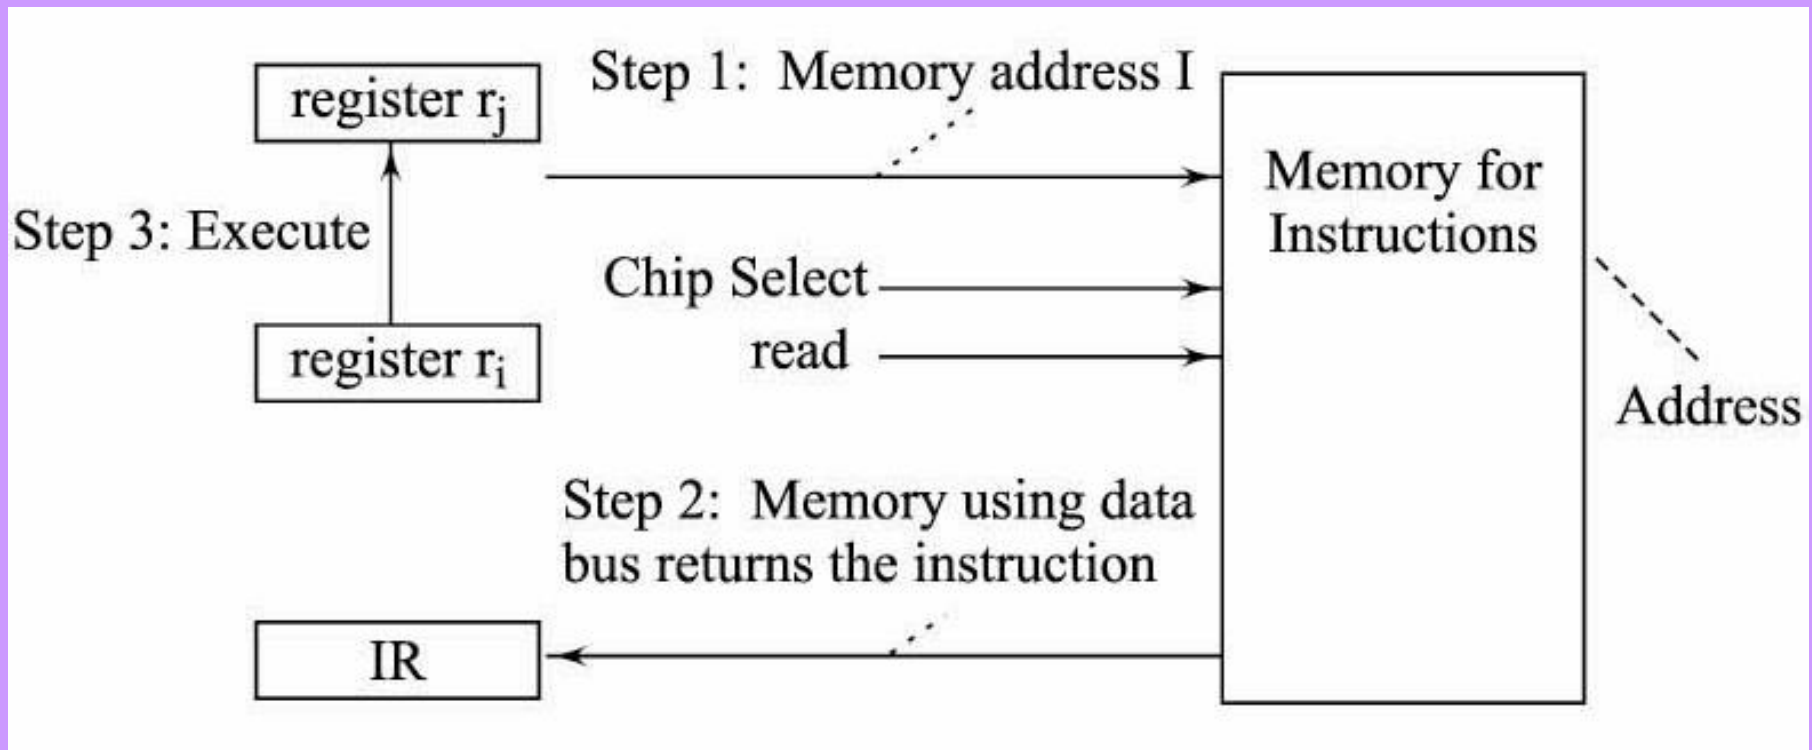 register rj
Step 1: Memory address I
Memory for
Instructions
Step 3: Execute
Chip Select
read
register ri
Address
Step 2: Memory using data
bus returns the instruction
IR